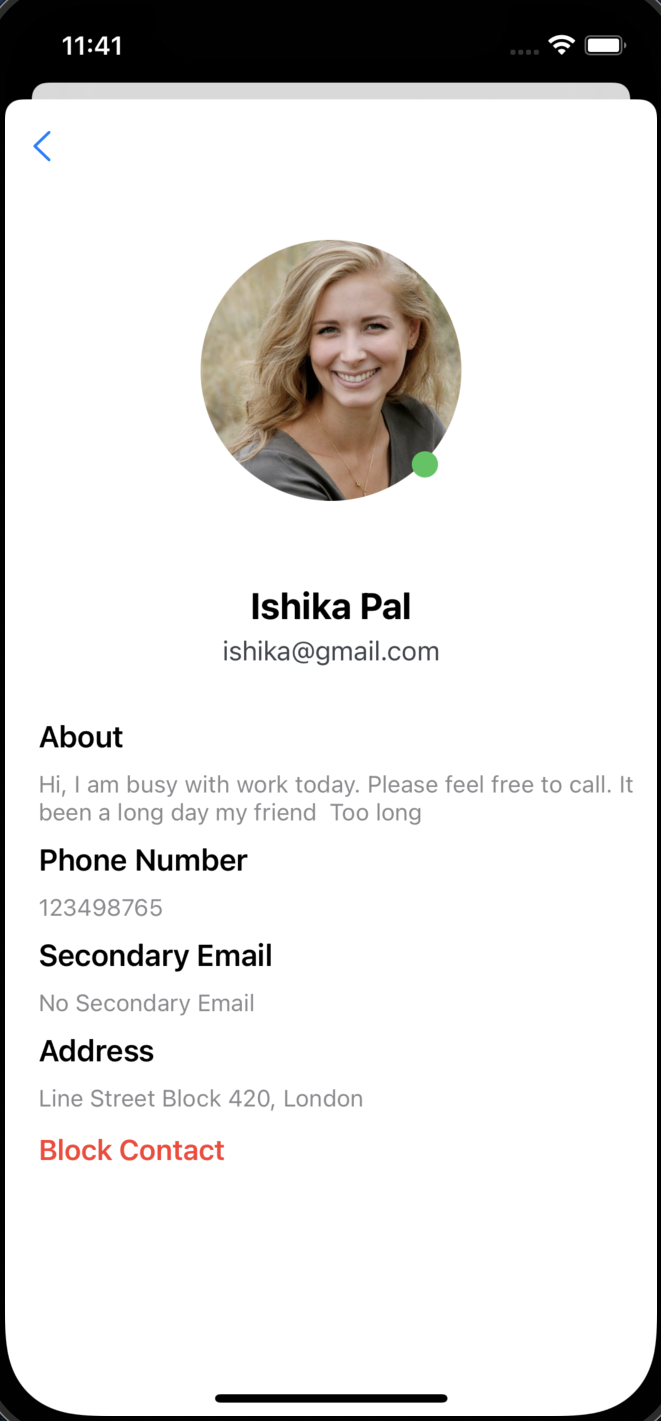 11:41
Ishika Pal
ishika@gmail.com
About
Hi, I am busy with work today. Please feel free to call. It
been a long day my friend  Too long
Phone Number
123498765
Secondary Email
No Secondary Email
Address
Line Street Block 420, London
Block Contact